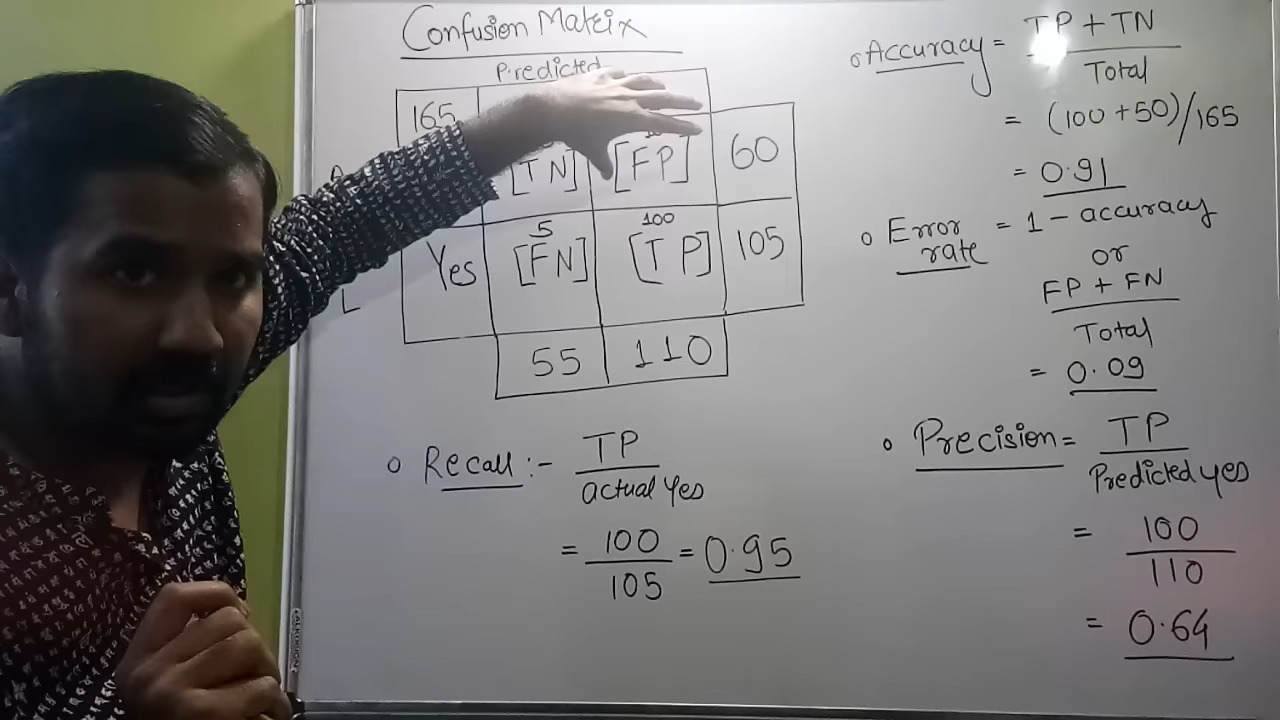 Confusion Matrix
Predicted
165
[TN] [FP] 60
5 100
Yes [FN] [TP] 105
L
55 110
o Recall :- TP / actual Yes
= 100 / 105 = 0.95
o Accuracy = TP + TN / Total
= (100 + 50) / 165
= 0.91
o Error rate = 1 - accuracy
or
FP + FN / Total
= 0.09
o Precision = TP / Predicted yes
= 100 / 110
= 0.64